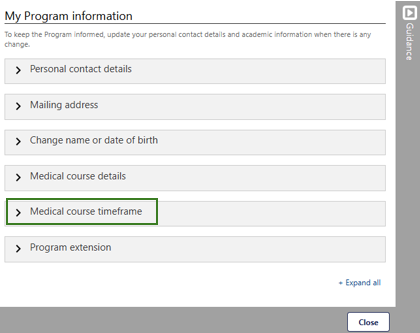 My Program information
To keep the Program informed, update your personal contact details and academic information when there is any
change.
Personal contact details
Mailing address
Change name or date of birth
Medical course details
Medical course timeframe
Program extension
+ Expand all
Close
Guidance